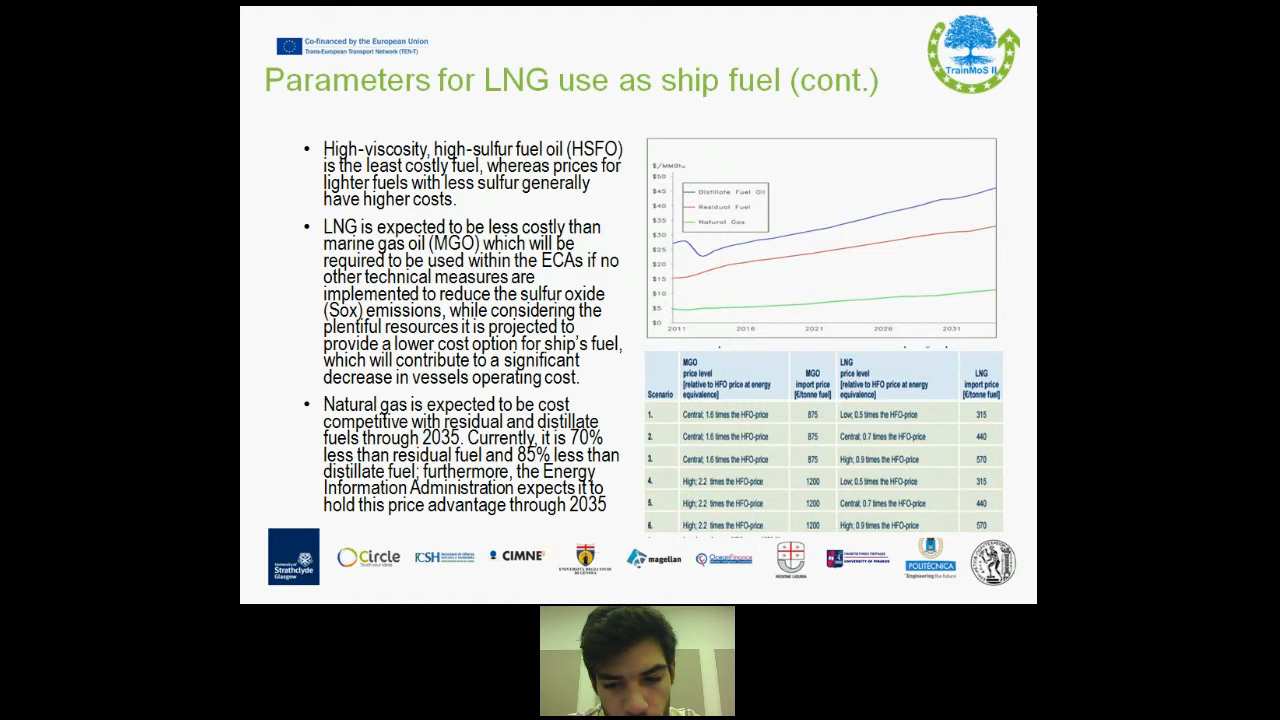 Co-financed by the European Union
Trans-European Transport Network (TEN-T)
TrainMoS II
Parameters for LNG use as ship fuel (cont.)
• High-viscosity, high-sulfur fuel oil (HSFO)
is the least costly fuel, whereas prices for
lighter fuels with less sulfur generally
have higher costs.
• LNG is expected to be less costly than
marine gas oil (MGO) which will be
required to be used within the ECAs if no
other technical measures are
implemented to reduce the sulfur oxide
(Sox) emissions, while considering the
plentiful resources it is projected to
provide a lower cost option for ship's fuel,
which will contribute to a significant
decrease in vessels operating cost.
• Natural gas is expected to be cost
competitive with residual and distillate
fuels through 2035. Currently, it is 70%
less than residual fuel and 85% less than
distillate fuel; furthermore, the Energy
Information Administration expects it to
hold this price advantage through 2035
$/MMBtu
$50
$45
$40
$35
$30
$25
$20
$15
$10
$5
$0
Distillate Fuel Oil
Residual Fuel
Natural Gas
2011 2016 2021 2026 2031
Scenario
MGO
price level
[relative to HFO price at energy
equivalence]
MGO
import price
[€/tonne fuel]
LNG
price level
[relative to HFO price at energy
equivalence]
LNG
import price
[€/tonne fuel]
1. Central; 1.6 times the HFO-price 875 Low; 0.5 times the HFO-price 315
2. Central; 1.6 times the HFO-price 875 Central; 0.7 times the HFO-price 440
3. Central; 1.6 times the HFO-price 875 High; 0.9 times the HFO-price 570
4. High; 2.2 times the HFO-price 1200 Low; 0.5 times the HFO-price 315
5. High; 2.2 times the HFO-price 1200 Central; 0.7 times the HFO-price 440
6. High; 2.2 times the HFO-price 1200 High; 0.9 times the HFO-price 570
University of
Strathclyde
Glasgow
Circle
FCSH
CIMNE
UNIVERSITÀ DEGLI STUDI
DI GENOVA
magellan
OceanFinance
REGIONE LIGURIA
ΠΑΝΕΠΙΣΤΗΜΙΟ ΠΕΙΡΑΙΩΣ
UNIVERSITY OF PIRAEUS
POLITÉCNICA
"Engineering the future"